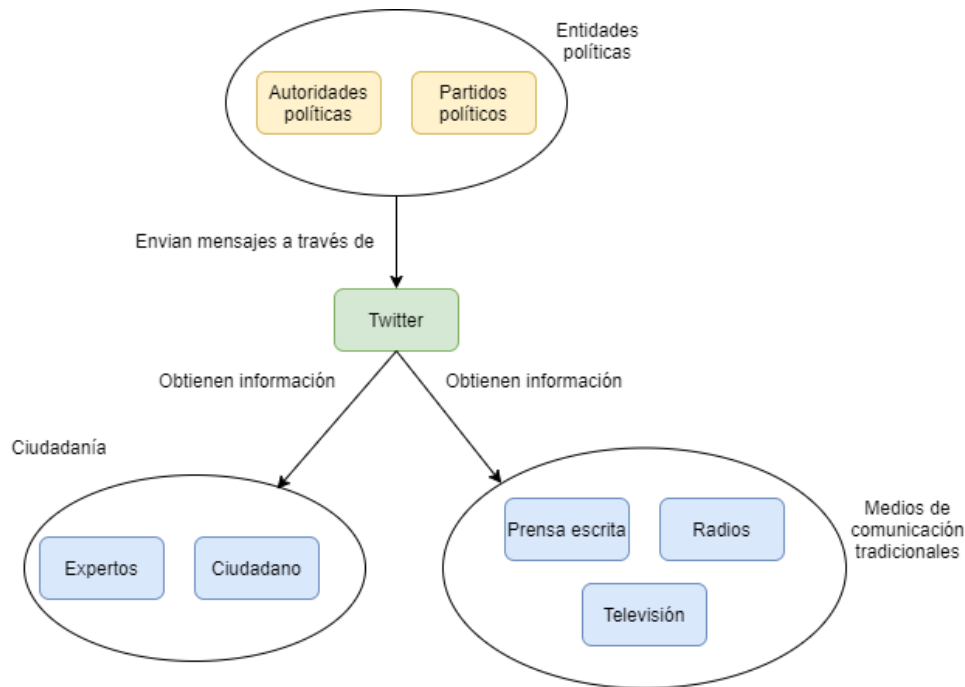 Entidades
políticas
Autoridades
políticas
Partidos
políticos
Envian mensajes a través de
Twitter
Obtienen información
Obtienen información
Ciudadanía
Expertos
Ciudadano
Prensa escrita
Radios
Televisión
Medios de
comunicación
tradicionales